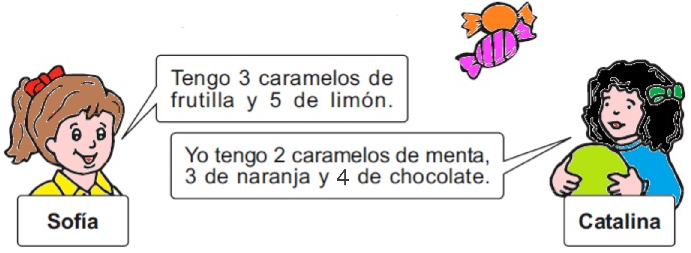 Tengo 3 caramelos de
frutilla y 5 de limón.
Yo tengo 2 caramelos de menta,
3 de naranja y 4 de chocolate.
Sofía
Catalina